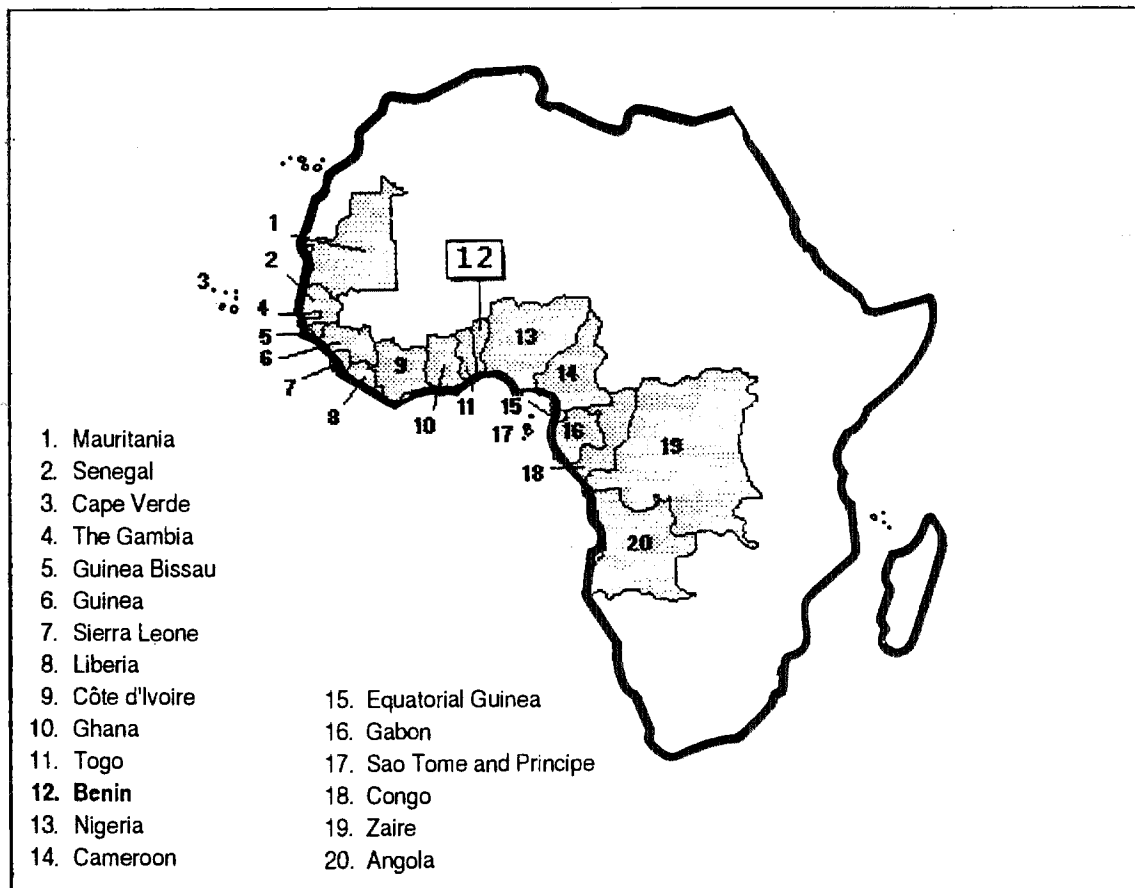 1
12
2
3
4
13
5
6
9
14
7
15
8
11
10
16
17
19
18
20
1. Mauritania
2. Senegal
3. Cape Verde
4. The Gambia
5. Guinea Bissau
6. Guinea
7. Sierra Leone
8. Liberia
9. Côte d'Ivoire
10. Ghana
11. Togo
12. Benin
13. Nigeria
14. Cameroon
15. Equatorial Guinea
16. Gabon
17. Sao Tome and Principe
18. Congo
19. Zaire
20. Angola